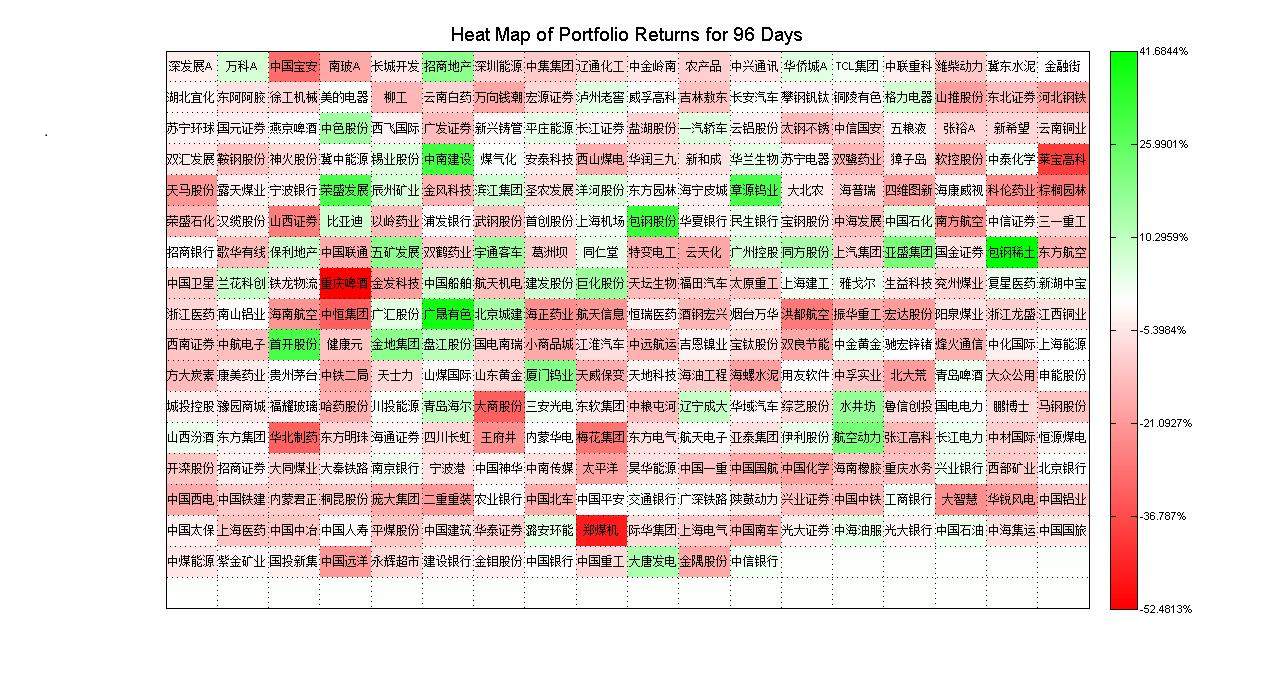 Heat Map of Portfolio Returns for 96 Days
深发展A 万科A 中国宝安 南玻A 长城开发 招商地产 深圳能源 中集集团 辽通化工 中金岭南 农产品 中兴通讯 华侨城A TCL集团 中联重科 潍柴动力 冀东水泥 金融街
湖北宜化 东阿阿胶 徐工机械 美的电器 柳工 云南白药 万向钱潮 宏源证券 泸州老窖 威孚高科 吉林敖东 长安汽车 攀钢钒钛 铜陵有色 格力电器 山推股份 东北证券 河北钢铁
苏宁环球 国元证券 燕京啤酒 中色股份 西飞国际 广发证券 新兴铸管 平庄能源 长江证券 盐湖股份 一汽轿车 云铝股份 太钢不锈 中信国安 五粮液 张裕A 新希望 云南铜业
双汇发展 鞍钢股份 神火股份 冀中能源 锡业股份 中南建设 煤气化 安泰科技 西山煤电 华润三九 新和成 华兰生物 苏宁电器 双鹭药业 獐子岛 软控股份 中泰化学 莱宝高科
天马股份 露天煤业 宁波银行 荣盛发展 辰州矿业 金风科技 滨江集团 圣农发展 洋河股份 东方园林 海宁皮城 章源钨业 大北农 海普瑞 四维图新 海康威视 科伦药业 棕榈园林
荣盛石化 汉缆股份 山西证券 比亚迪 以岭药业 浦发银行 武钢股份 首创股份 上海机场 包钢股份 华夏银行 民生银行 宝钢股份 中海发展 中国石化 南方航空 中信证券 三一重工
招商银行 歌华有线 保利地产 中国联通 五矿发展 双鹤药业 宇通客车 葛洲坝 同仁堂 特变电工 云天化 广州控股 同方股份 上汽集团 亚盛集团 国金证券 包钢稀土 东方航空
中国卫星 兰花科创 铁龙物流 重庆啤酒 金发科技 中国船舶 航天机电 建发股份 巨化股份 天坛生物 福田汽车 太原重工 上海建工 雅戈尔 生益科技 兖州煤业 复星医药 新湖中宝
浙江医药 南山铝业 海南航空 中恒集团 广汇股份 广晟有色 北京城建 海正药业 航天信息 恒瑞医药 酒钢宏兴 烟台万华 洪都航空 振华重工 宏达股份 阳泉煤业 浙江龙盛 江西铜业
西南证券 中航电子 首开股份 健康元 金地集团 盘江股份 国电南瑞 小商品城 江淮汽车 中远航运 吉恩镍业 宝钛股份 双良节能 中金黄金 驰宏锌锗 烽火通信 中化国际 上海能源
方大炭素 康美药业 贵州茅台 中铁二局 天士力 山煤国际 山东黄金 厦门钨业 天威保变 天地科技 海油工程 海螺水泥 用友软件 中孚实业 北大荒 青岛啤酒 大众公用 申能股份
城投控股 豫园商城 福耀玻璃 哈药股份 川投能源 青岛海尔 大商股份 三安光电 东软集团 中粮屯河 辽宁成大 华域汽车 综艺股份 水井坊 鲁信创投 国电电力 鹏博士 马钢股份
山西汾酒 东方集团 华北制药 东方明珠 海通证券 四川长虹 王府井 内蒙华电 梅花集团 东方电气 航天电子 亚泰集团 伊利股份 航空动力 张江高科 长江电力 中材国际 恒源煤电
开滦股份 招商证券 大同煤业 大秦铁路 南京银行 宁波港 中国神华 中南传媒 太平洋 昊华能源 中国一重 中国国航 中国化学 海南橡胶 重庆水务 兴业银行 西部矿业 北京银行
中国西电 中国铁建 内蒙君正 桐昆股份 庞大集团 二重重装 农业银行 中国北车 中国平安 交通银行 广深铁路 陕鼓动力 兴业证券 中国中铁 工商银行 大智慧 华锐风电 中国铝业
中国太保 上海医药 中国中冶 中国人寿 平煤股份 中国建筑 华泰证券 潞安环能 郑煤机 际华集团 上海电气 中国南车 光大证券 中海油服 光大银行 中国石油 中海集运 中国国旅
中煤能源 紫金矿业 国投新集 中国远洋 永辉超市 建设银行 金钼股份 中国银行 中国重工 大唐发电 金隅股份 中信银行
41.6844%
25.9901%
10.2959%
-5.3984%
-21.0927%
-36.787%
-52.4813%